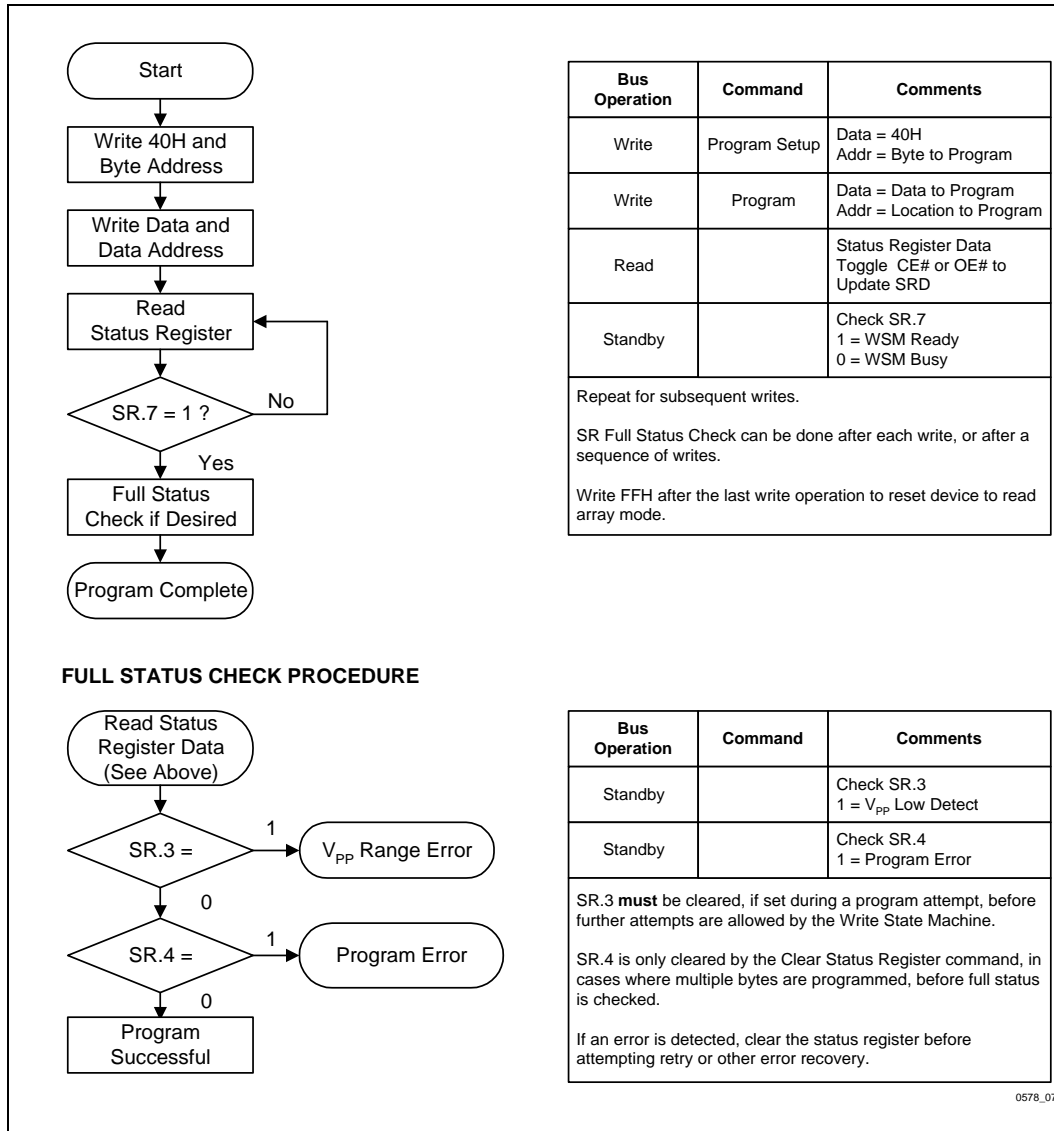 Start
Write 40H and
Byte Address
Write Data and
Data Address
Read
Status Register
SR.7 = 1 ?
No
Yes
Full Status
Check if Desired
Program Complete
Bus
Operation
Command
Comments
Write
Program Setup
Data = 40H
Addr = Byte to Program
Write
Program
Data = Data to Program
Addr = Location to Program
Read
Status Register Data
Toggle CE# or OE# to
Update SRD
Standby
Check SR.7
1 = WSM Ready
0 = WSM Busy
Repeat for subsequent writes.
SR Full Status Check can be done after each write, or after a
sequence of writes.
Write FFH after the last write operation to reset device to read
array mode.
FULL STATUS CHECK PROCEDURE
Read Status
Register Data
(See Above)
SR.3 =
1
VPP Range Error
0
SR.4 =
1
Program Error
0
Program
Successful
Bus
Operation
Command
Comments
Standby
Check SR.3
1 = VPP Low Detect
Standby
Check SR.4
1 = Program Error
SR.3 must be cleared, if set during a program attempt, before
further attempts are allowed by the Write State Machine.
SR.4 is only cleared by the Clear Status Register command, in
cases where multiple bytes are programmed, before full status
is checked.
If an error is detected, clear the status register before
attempting retry or other error recovery.
0578_07